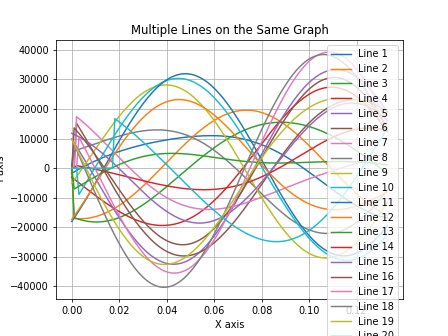 Multiple Lines on the Same Graph
40000
30000
20000
10000
0
−10000
−20000
−30000
−40000
0.00
0.02
0.04
0.06
0.08
0.10
X axis
Line 1
Line 2
Line 3
Line 4
Line 5
Line 6
Line 7
Line 8
Line 9
Line 10
Line 11
Line 12
Line 13
Line 14
Line 15
Line 16
Line 17
Line 18
Line 19
Line 20